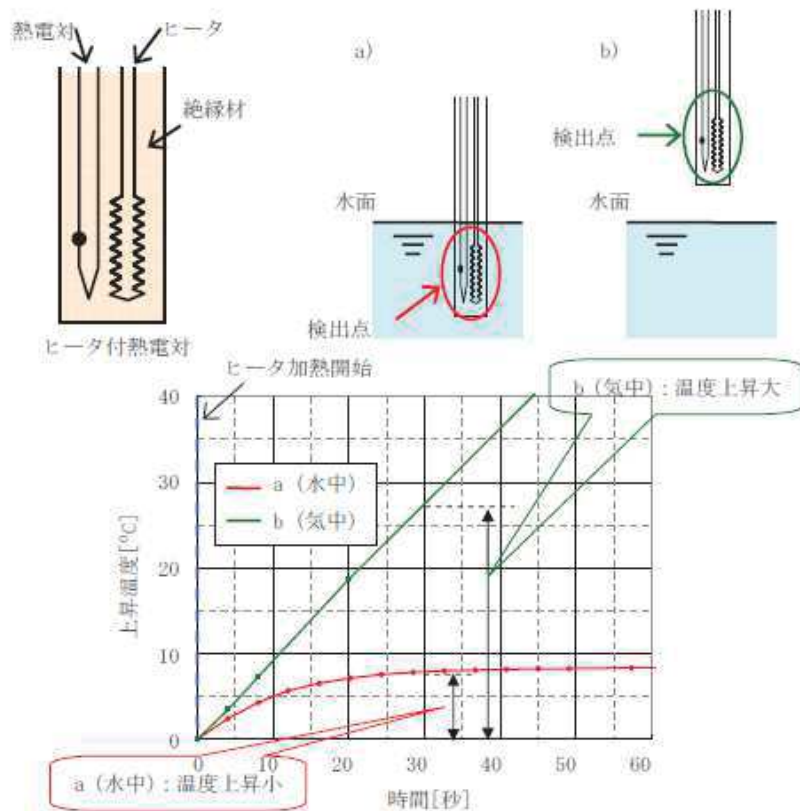 熱電対
ヒータ
絶縁材
ヒータ付熱電対
a)
水面
検出点
b)
検出点
水面
ヒータ加熱開始
b (気中) : 温度上昇大
a (水中)
b (気中)
上昇温度[℃]
40
30
20
10
0
0
10
20
30
40
50
60
時間[秒]
a (水中) : 温度上昇小